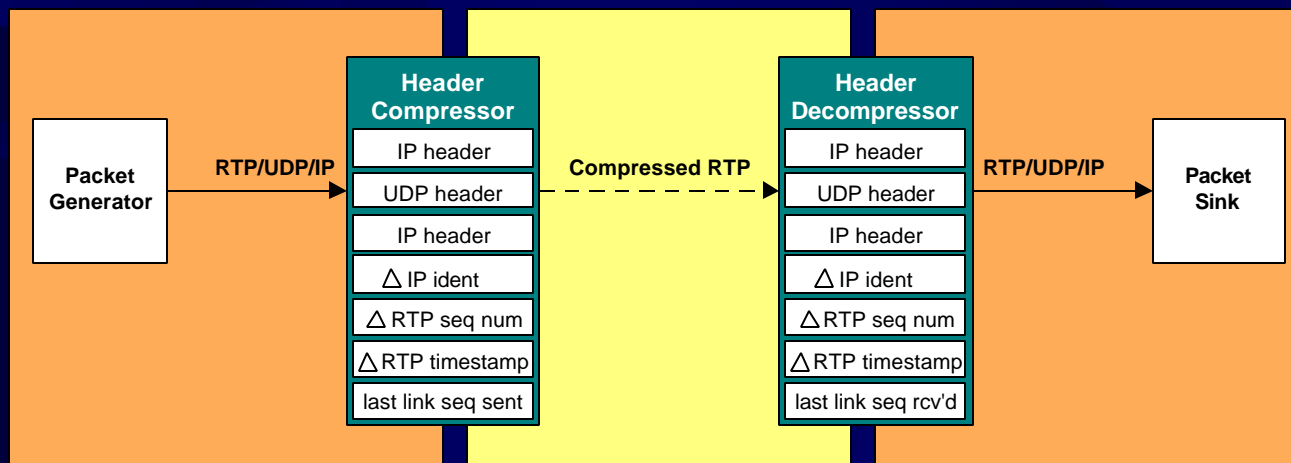 Packet
Generator
RTP/UDP/IP
Header
Compressor
IP header
UDP header
IP header
△ IP ident
△ RTP seq num
△ RTP timestamp
last link seq sent
Compressed RTP
Header
Decompressor
IP header
UDP header
IP header
△ IP ident
△ RTP seq num
△ RTP timestamp
last link seq rcv'd
RTP/UDP/IP
Packet
Sink